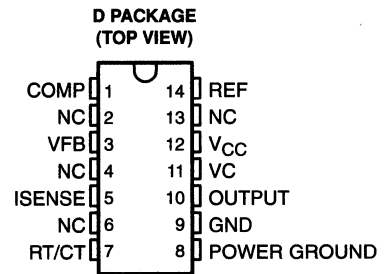 D PACKAGE
(TOP VIEW)
COMP 1 14 REF
NC 2 13 NC
VFB 3 12 VCC
NC 4 11 VC
ISENSE 5 10 OUTPUT
NC 6 9 GND
RT/CT 7 8 POWER GROUND